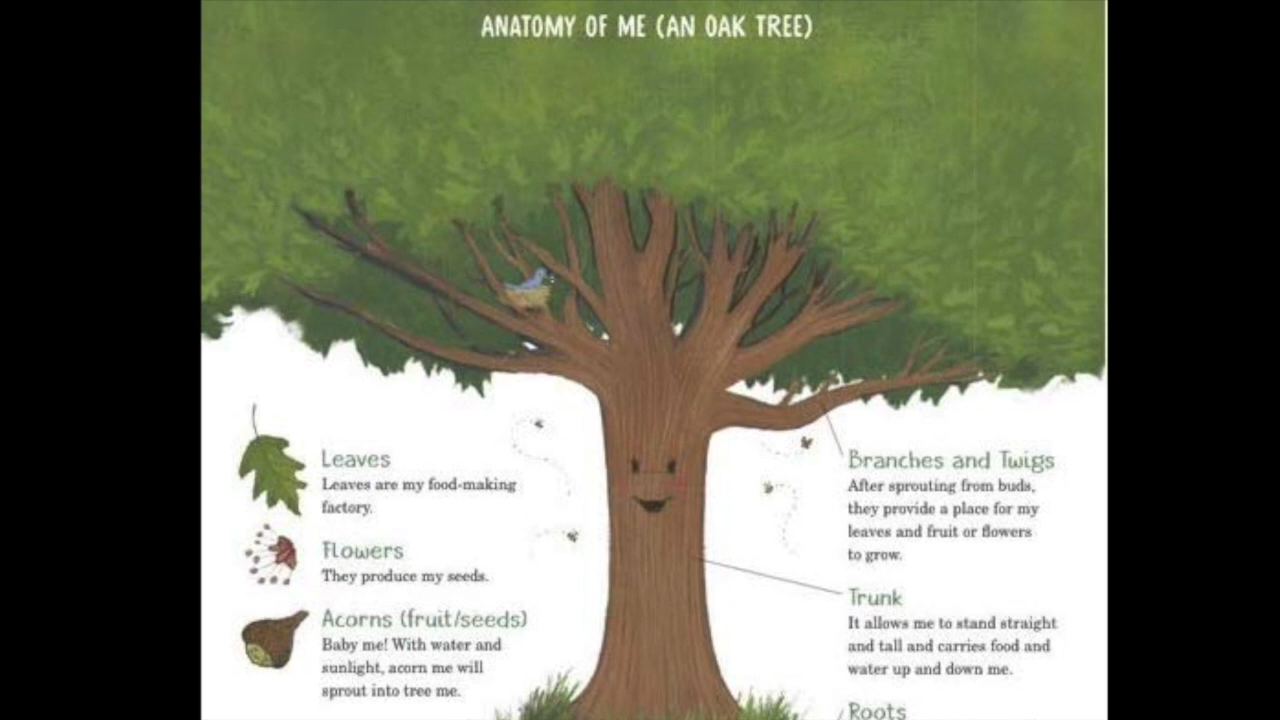 ANATOMY OF ME (AN OAK TREE)
Leaves
Leaves are my food-making
factory.
Flowers
They produce my seeds.
Acorns (fruit/seeds)
Baby me! With water and
sunlight, acorn me will
sprout into tree me.
Branches and Twigs
After sprouting from buds,
they provide a place for my
leaves and fruit or flowers
to grow.
Trunk
It allows me to stand straight
and tall and carries food and
water up and down me.
Roots